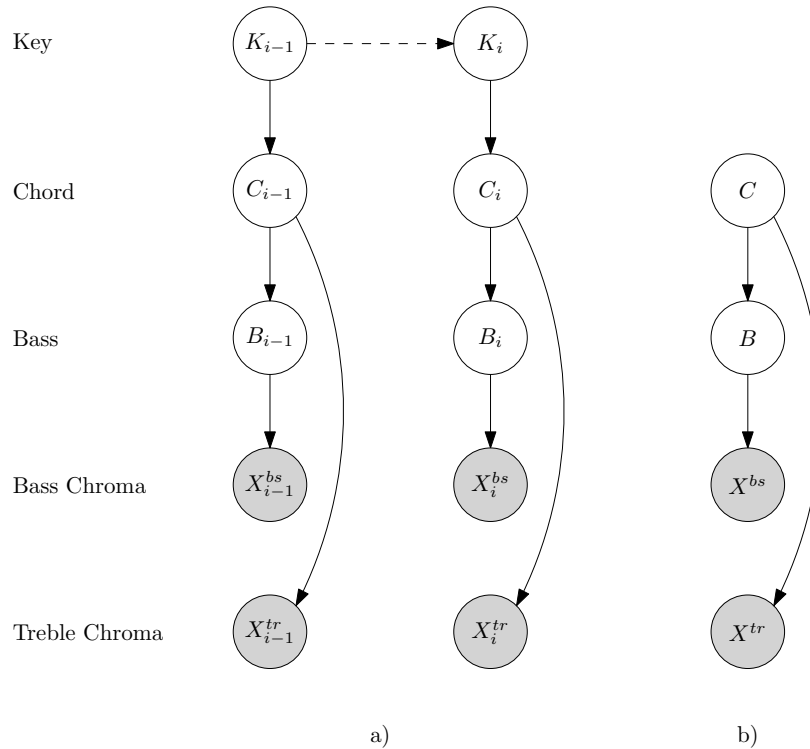 Key K_{i−1} K_i
Chord C_{i−1} C_i C
Bass B_{i−1} B_i B
Bass Chroma X^{bs}_{i−1} X^{bs}_i X^{bs}
Treble Chroma X^{tr}_{i−1} X^{tr}_i X^{tr}
a) b)